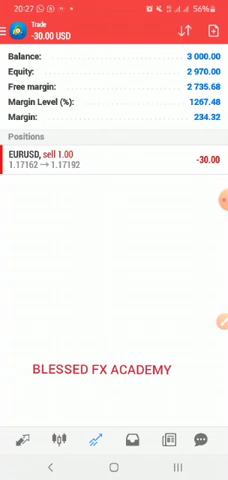 20:27 56%
Trade
-30.00 USD
Balance: 3 000.00
Equity: 2 970.00
Free margin: 2 735.68
Margin Level (%): 1267.48
Margin: 234.32
Positions
EURUSD, sell 1.00 -30.00
1.17162 → 1.17192
BLESSED FX ACADEMY